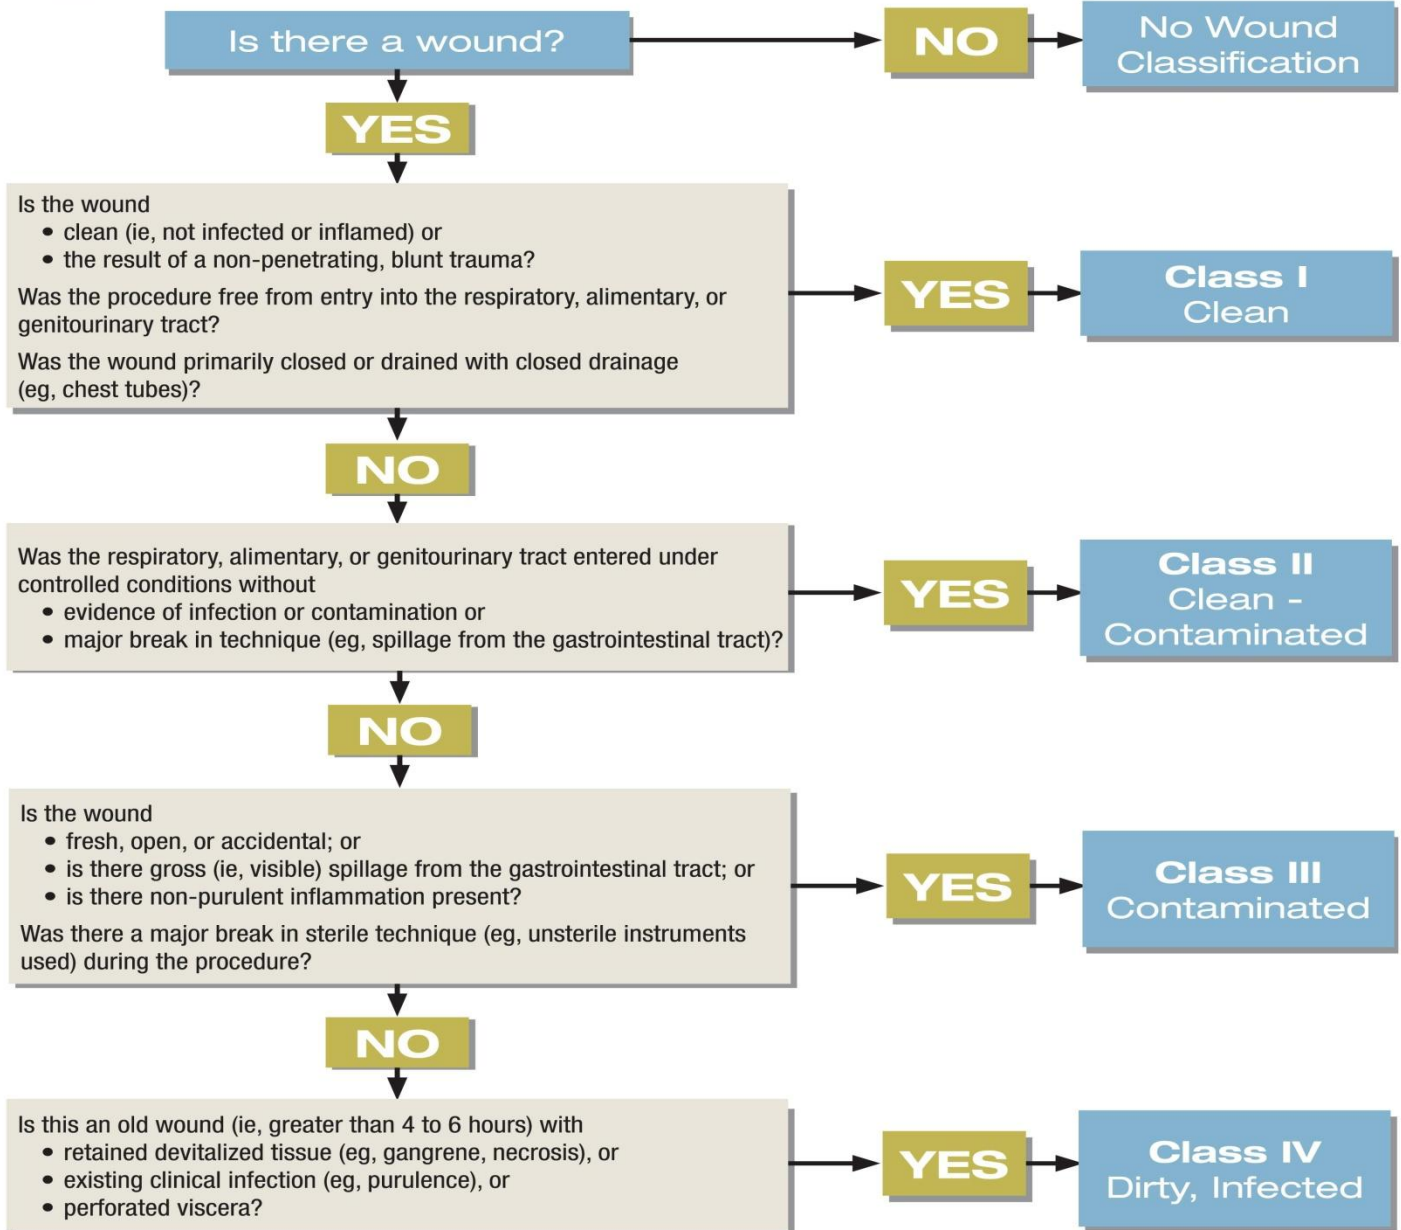 Is there a wound?
NO
No Wound
Classification
YES
Is the wound
• clean (ie, not infected or inflamed) or
• the result of a non-penetrating, blunt trauma?
Was the procedure free from entry into the respiratory, alimentary, or
genitourinary tract?
Was the wound primarily closed or drained with closed drainage
(eg, chest tubes)?
YES
Class I
Clean
NO
Was the respiratory, alimentary, or genitourinary tract entered under
controlled conditions without
• evidence of infection or contamination or
• major break in technique (eg, spillage from the gastrointestinal tract)?
YES
Class II
Clean -
Contaminated
NO
Is the wound
• fresh, open, or accidental; or
• is there gross (ie, visible) spillage from the gastrointestinal tract; or
• is there non-purulent inflammation present?
Was there a major break in sterile technique (eg, unsterile instruments
used) during the procedure?
YES
Class III
Contaminated
NO
Is this an old wound (ie, greater than 4 to 6 hours) with
• retained devitalized tissue (eg, gangrene, necrosis), or
• existing clinical infection (eg, purulence), or
• perforated viscera?
YES
Class IV
Dirty, Infected